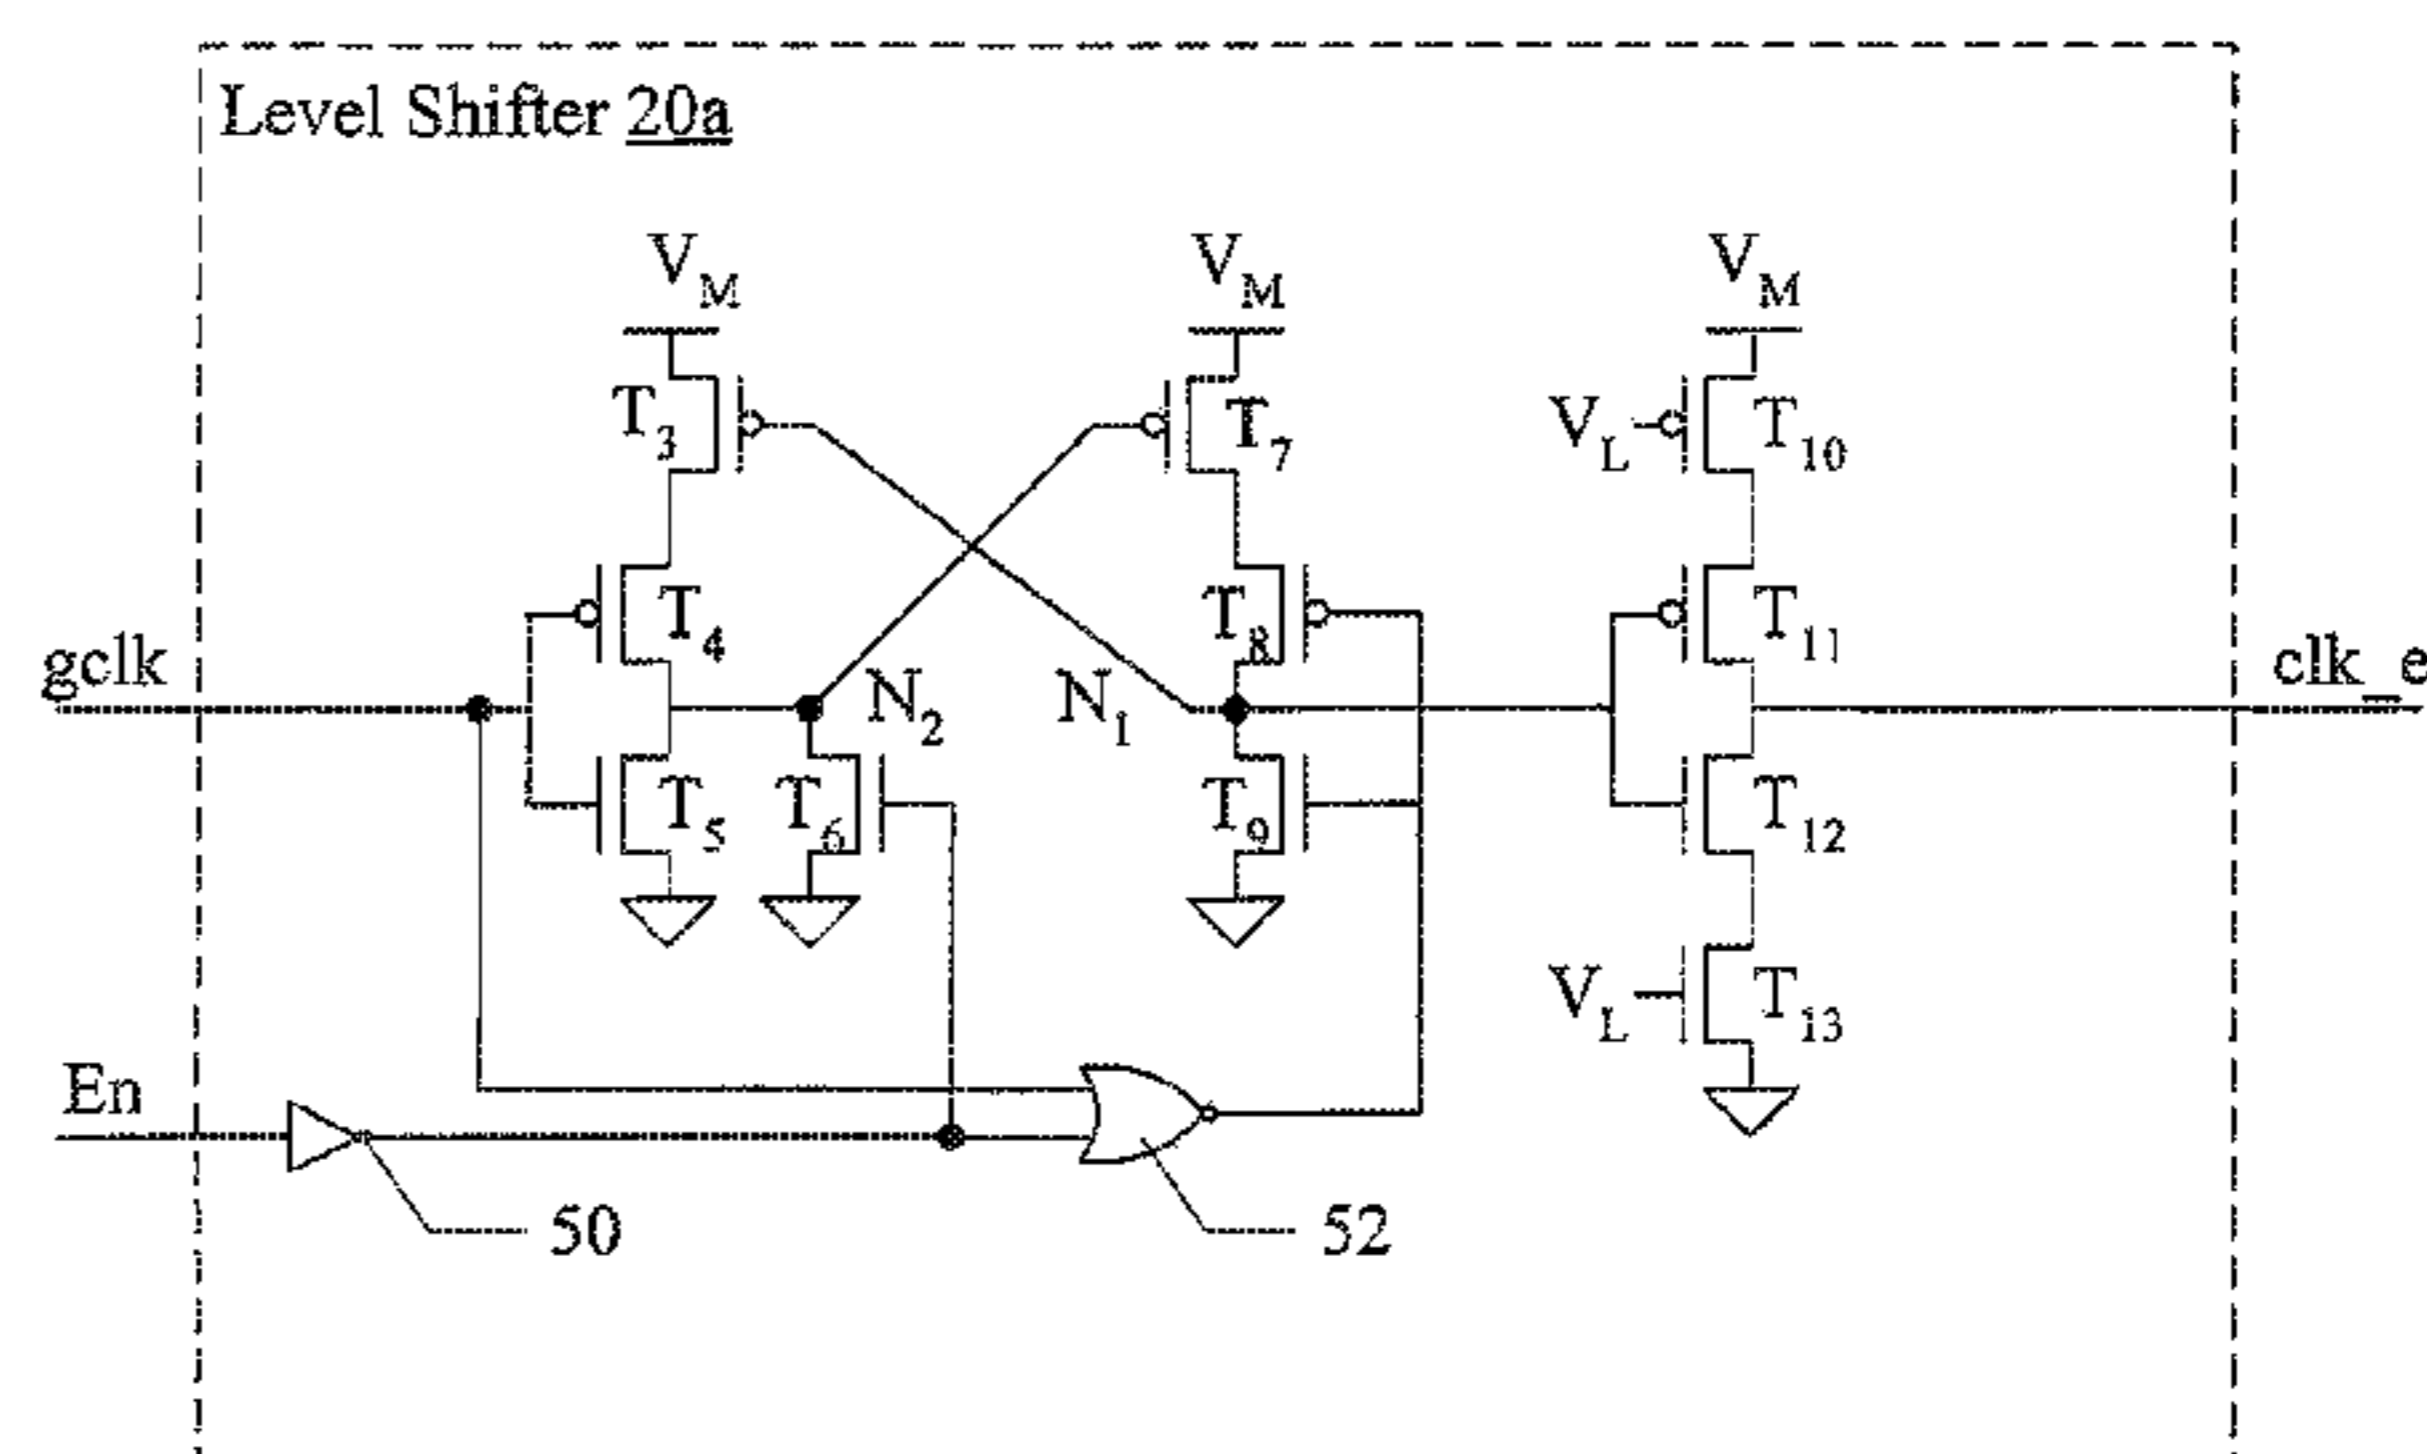 Level Shifter 20a
V_M V_M V_M
T_3 T_7 V_L T_10
T_4 T_8 T_11
gclk N_2 N_1 clk_e
T_5 T_6 T_9 T_12
V_L T_13
En
50 52